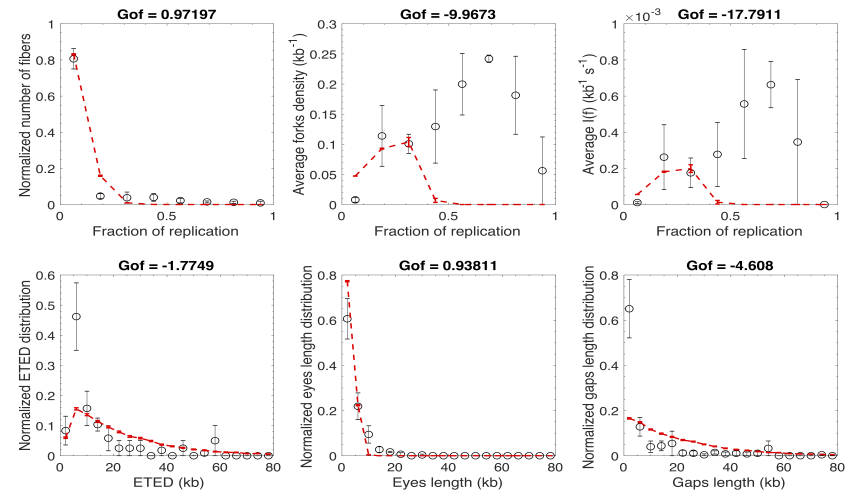 Gof = 0.97197
Normalized number of fibers
1
0.8
0.6
0.4
0.2
0
0 0.5 1
Fraction of replication
Gof = -9.9673
Average forks density (kb⁻¹)
0.3
0.25
0.2
0.15
0.1
0.05
0
0 0.5 1
Fraction of replication
Gof = -17.7911
×10⁻³
Average I(f) (kb⁻¹ s⁻¹)
1
0.8
0.6
0.4
0.2
0
0 0.5 1
Fraction of replication
Gof = -1.7749
Normalized ETED distribution
0.6
0.5
0.4
0.3
0.2
0.1
0
0 20 40 60 80
ETED (kb)
Gof = 0.93811
Normalized eyes length distribution
0.8
0.6
0.4
0.2
0
0 20 40 60 80
Eyes length (kb)
Gof = -4.608
Normalized gaps length distribution
0.8
0.6
0.4
0.2
0
0 20 40 60 80
Gaps length (kb)